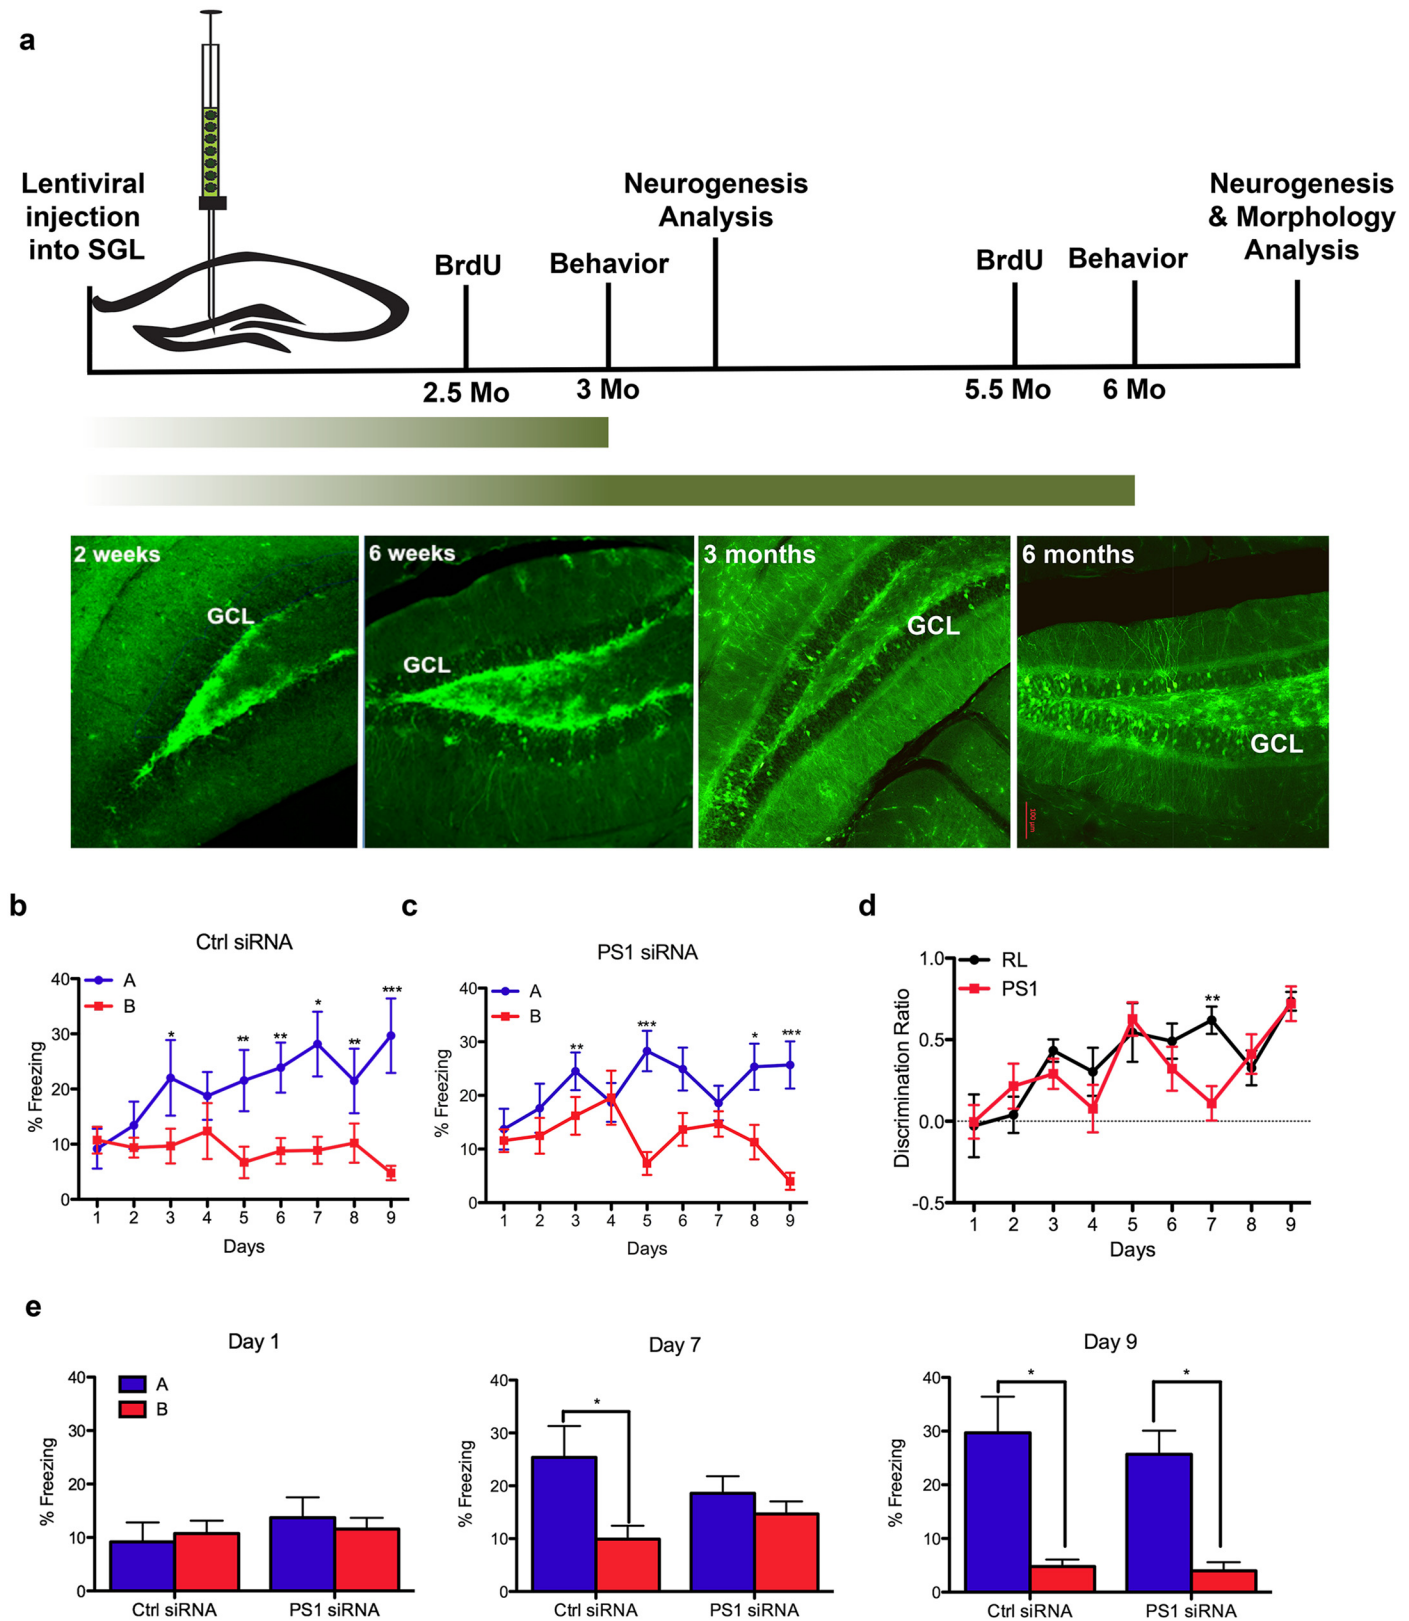 a
Lentiviral
injection
into SGL
BrdU
Behavior
Neurogenesis
Analysis
BrdU
Behavior
Neurogenesis
& Morphology
Analysis
2.5 Mo
3 Mo
5.5 Mo
6 Mo
2 weeks
GCL
6 weeks
GCL
3 months
GCL
6 months
GCL
100 μm
b
Ctrl siRNA
A
B
% Freezing
40
30
20
10
0
* ** ** * ** ***
1 2 3 4 5 6 7 8 9
Days
c
PS1 siRNA
A
B
% Freezing
40
30
20
10
0
** *** * ***
1 2 3 4 5 6 7 8 9
Days
d
RL
PS1
Discrimination Ratio
1.0
0.5
0.0
-0.5
**
1 2 3 4 5 6 7 8 9
Days
e
Day 1
A
B
% Freezing
40
30
20
10
0
Ctrl siRNA PS1 siRNA
Day 7
% Freezing
40
30
20
10
0
*
Ctrl siRNA PS1 siRNA
Day 9
% Freezing
40
30
20
10
0
* *
Ctrl siRNA PS1 siRNA